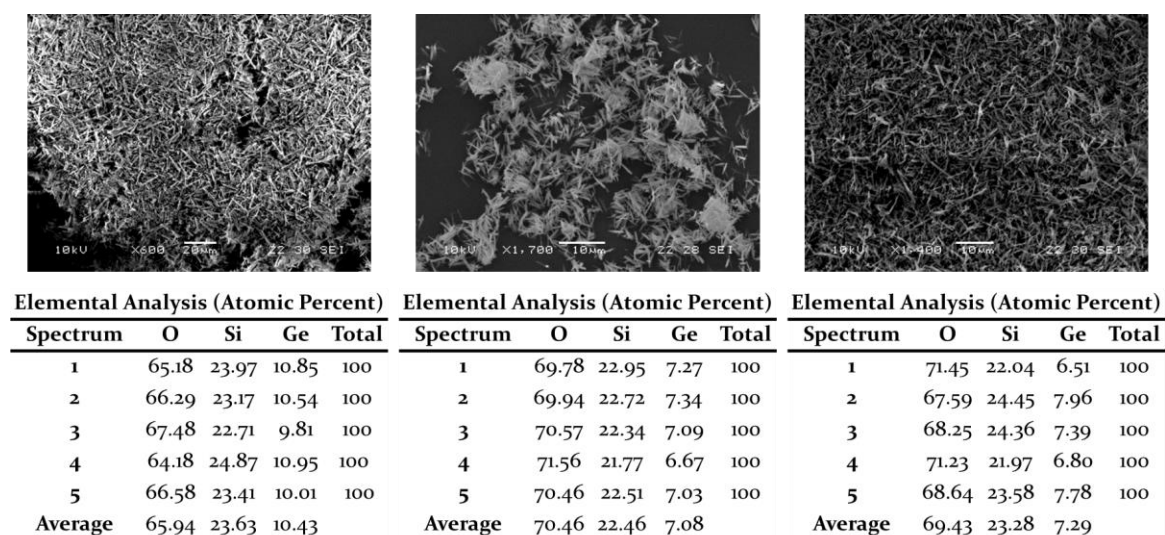 10kV X600 20μm 22 30 SEI
10kV X1,700 10μm 22 28 SEI
10kV X1,400 10μm 22 30 SEI
Elemental Analysis (Atomic Percent)
Spectrum O Si Ge Total
1 65.18 23.97 10.85 100
2 66.29 23.17 10.54 100
3 67.48 22.71 9.81 100
4 64.18 24.87 10.95 100
5 66.58 23.41 10.01 100
Average 65.94 23.63 10.43
Elemental Analysis (Atomic Percent)
Spectrum O Si Ge Total
1 69.78 22.95 7.27 100
2 69.94 22.72 7.34 100
3 70.57 22.34 7.09 100
4 71.56 21.77 6.67 100
5 70.46 22.51 7.03 100
Average 70.46 22.46 7.08
Elemental Analysis (Atomic Percent)
Spectrum O Si Ge Total
1 71.45 22.04 6.51 100
2 67.59 24.45 7.96 100
3 68.25 24.36 7.39 100
4 71.23 21.97 6.80 100
5 68.64 23.58 7.78 100
Average 69.43 23.28 7.29